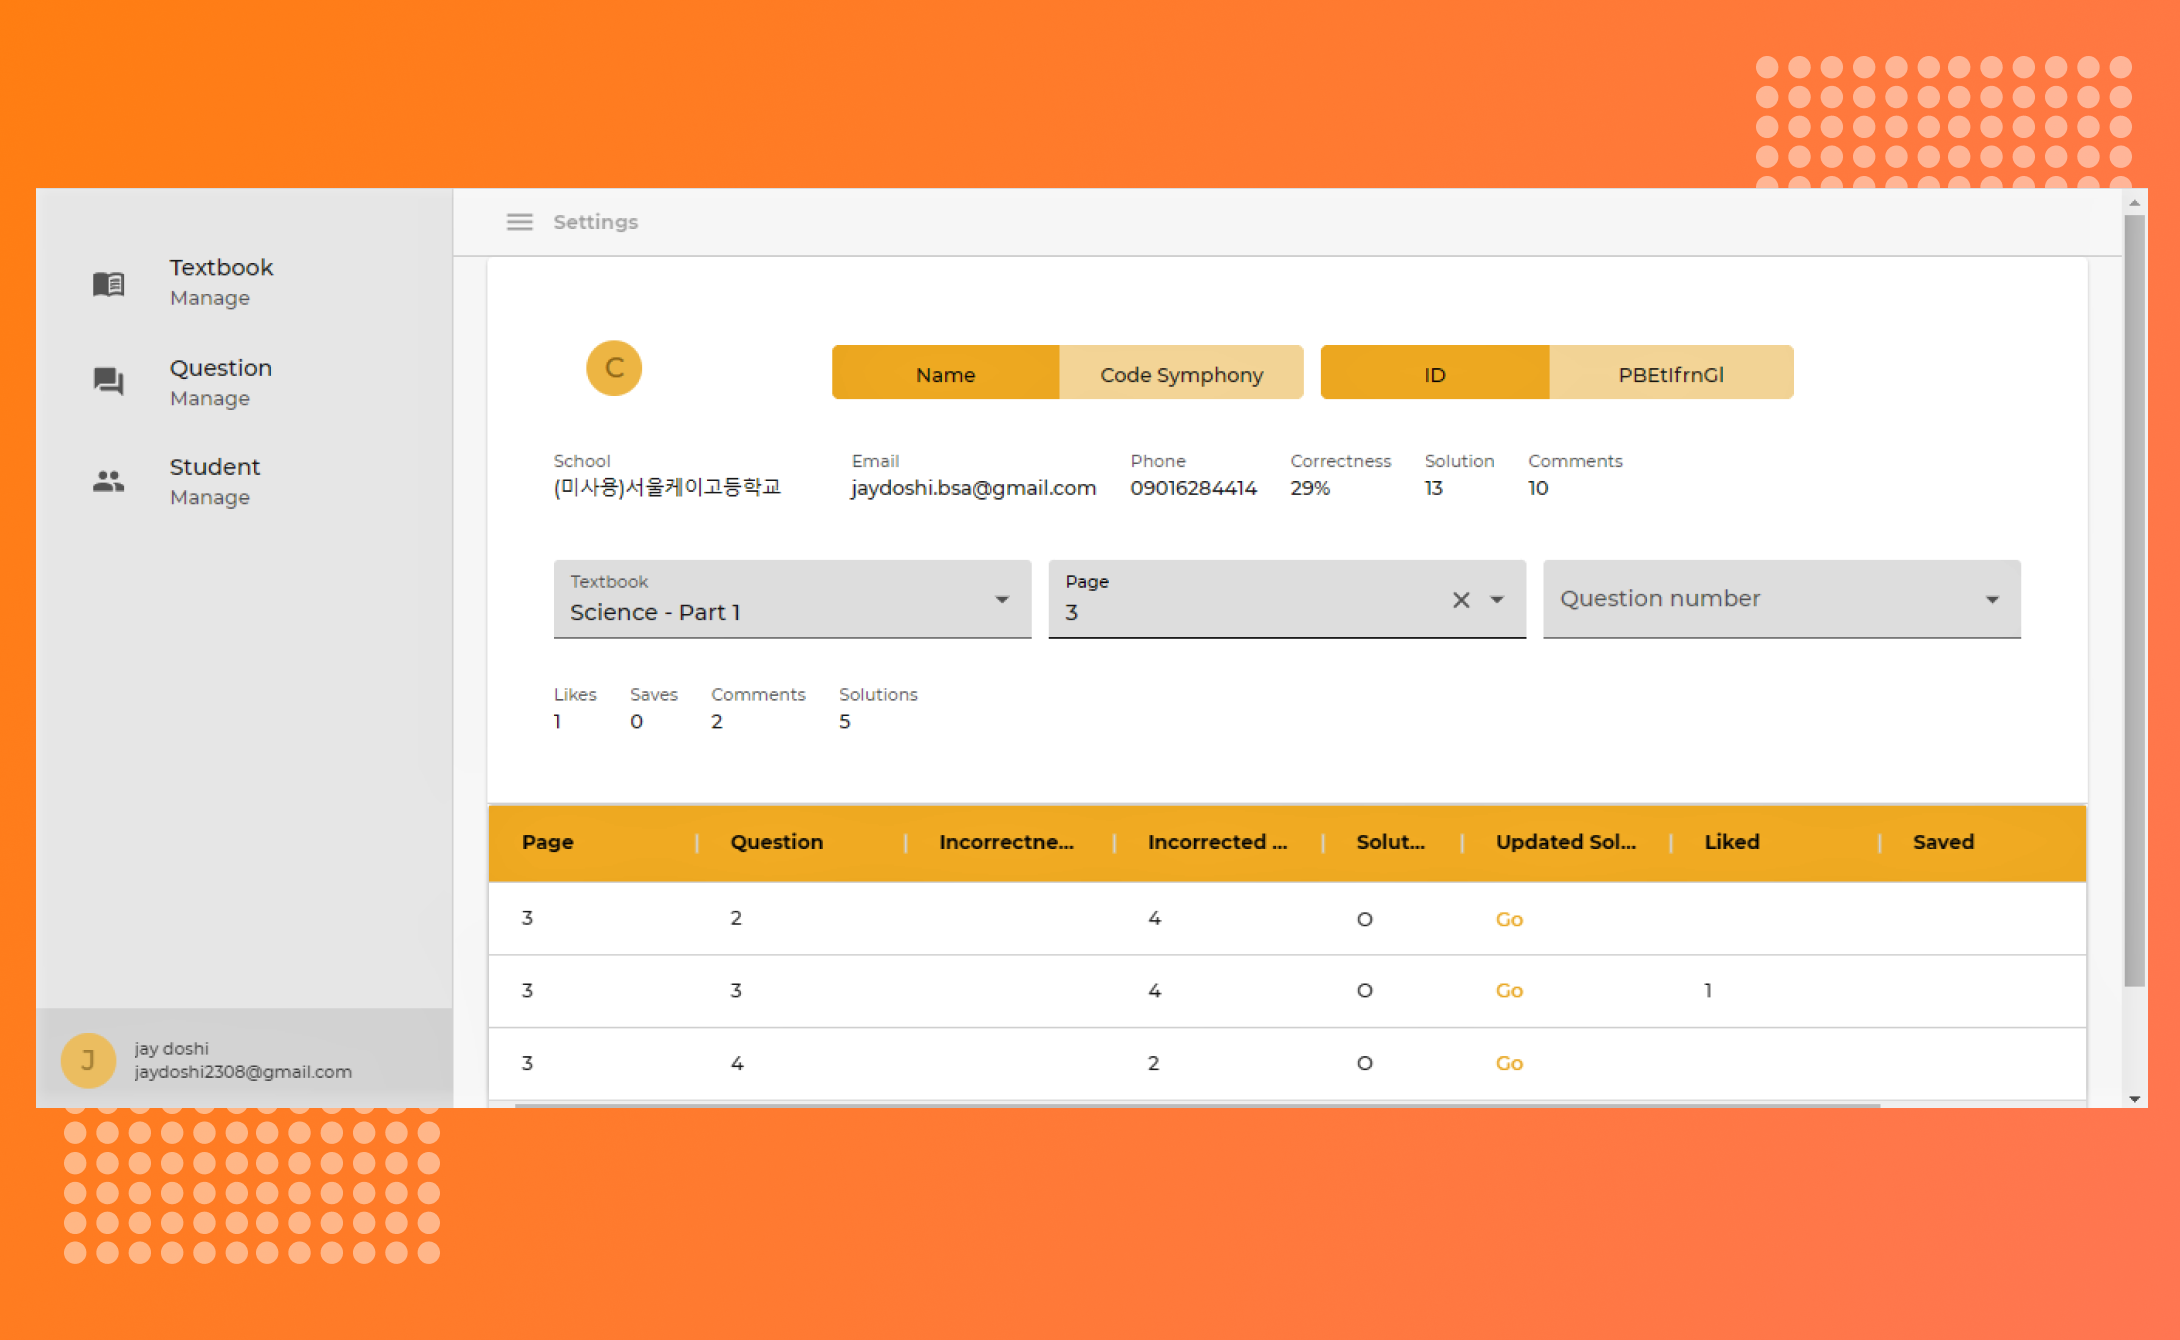 Textbook
Manage
Question
Manage
Student
Manage
J
jay doshi
jaydoshi2308@gmail.com
Settings
C
Name Code Symphony ID PBEtIfrnGl
School Email Phone Correctness Solution Comments
(미사용)서울케이고등학교 jaydoshi.bsa@gmail.com 09016284414 29% 13 10
Textbook Page
Science - Part 1 3 Question number
Likes Saves Comments Solutions
1 0 2 5
Page Question Incorrectne... Incorrected ... Solut... Updated Sol... Liked Saved
3 2 4 O Go
3 3 4 O Go 1
3 4 2 O Go